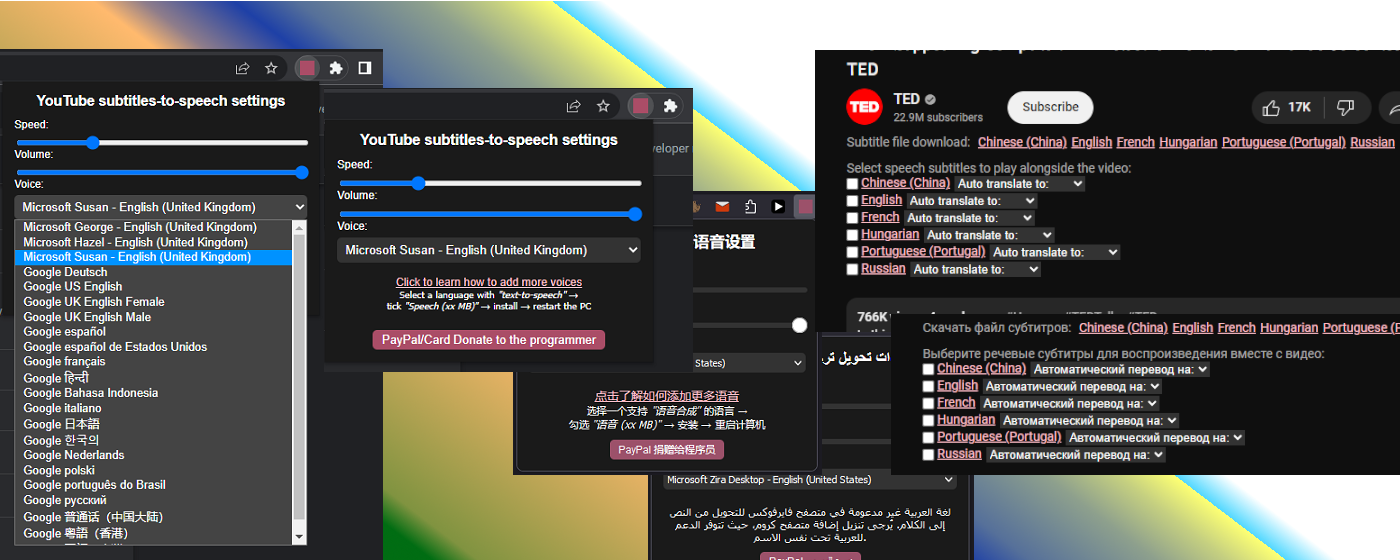 YouTube subtitles-to-speech settings
Speed:
Volume:
Voice:
Microsoft Susan - English (United Kingdom)
Microsoft George - English (United Kingdom)
Microsoft Hazel - English (United Kingdom)
Microsoft Susan - English (United Kingdom)
Google Deutsch
Google US English
Google UK English Female
Google UK English Male
Google español
Google español de Estados Unidos
Google français
Google हिन्दी
Google Bahasa Indonesia
Google italiano
Google 日本語
Google 한국의
Google Nederlands
Google polski
Google português do Brasil
Google русский
Google 普通话（中国大陆）
Google 粤語（香港）
YouTube subtitles-to-speech settings
Speed:
Volume:
Voice:
Microsoft Susan - English (United Kingdom)
Click to learn how to add more voices
Select a language with "text-to-speech" →
tick "Speech (xx MB)" → install → restart the PC
PayPal/Card Donate to the programmer
veloper
语音设置
States)
点击了解如何添加更多语音
选择一个支持 "语音合成" 的语言 →
勾选 "语音 (xx MB)" → 安装 → 重启计算机
PayPal 捐赠给程序员
Microsoft Zira Desktop - English (United States)
لغة العربية غير مدعومة في متصفح فايرفوكس للتحويل من النص
إلى الكلام. يُرجى تنزيل إضافة متصفح كروم، حيث تتوفر الدعم
للعربية تحت نفس الاسم.
TED
TED
TED
22.9M subscribers
Subscribe
17K
Subtitle file download: Chinese (China) English French Hungarian Portuguese (Portugal) Russian
Select speech subtitles to play alongside the video:
Chinese (China) Auto translate to:
English Auto translate to:
French Auto translate to:
Hungarian Auto translate to:
Portuguese (Portugal) Auto translate to:
Russian Auto translate to:
766K
Скачать файл субтитров: Chinese (China) English French Hungarian Portuguese
Выберите речевые субтитры для воспроизведения вместе с видео:
Chinese (China) Автоматический перевод на:
English Автоматический перевод на:
French Автоматический перевод на:
Hungarian Автоматический перевод на:
Portuguese (Portugal) Автоматический перевод на:
Russian Автоматический перевод на: